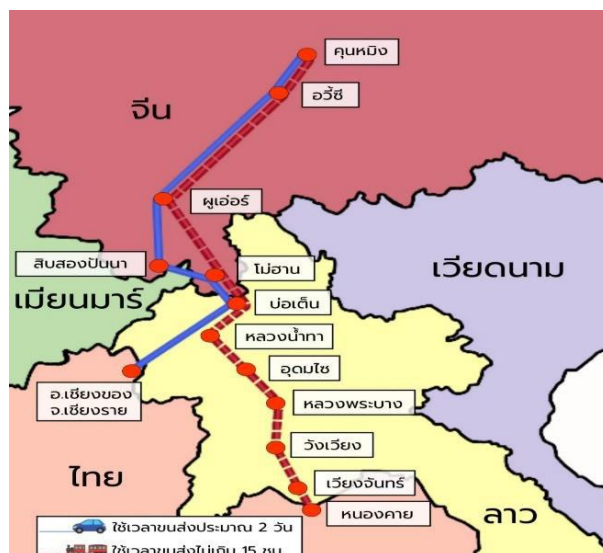 คุนหมิง
อวี้ซี
จีน
ผูเอ่อร์
สิบสองปันนา
โม่ฮาน
เวียดนาม
เมียนมาร์
บ่อเต็น
หลวงน้ำทา
อุดมไซ
อ.เชียงของ
จ.เชียงราย
หลวงพระบาง
วังเวียง
ไทย
เวียงจันทร์
หนองคาย
ลาว
ใช้เวลาขนส่งประมาณ 2 วัน
ใช้เวลาขนส่งไม่เกิน 15 ชม